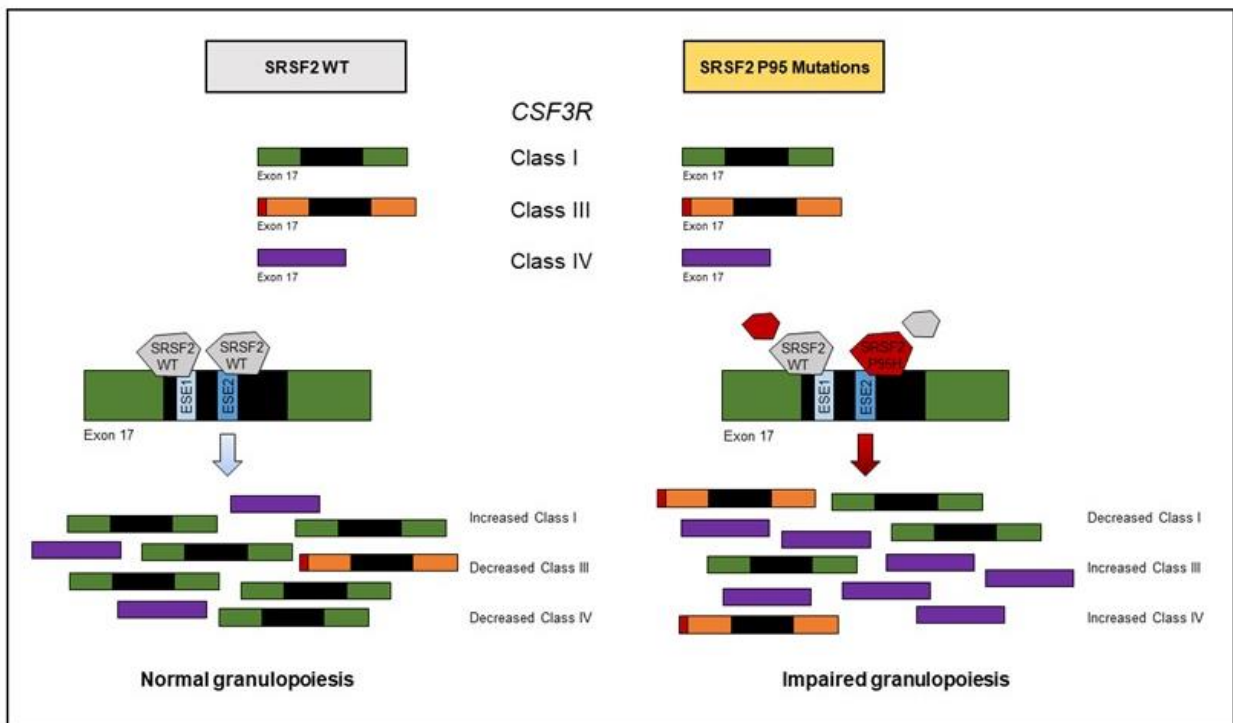 SRSF2 WT
SRSF2 P95 Mutations
CSF3R
Class I
Exon 17
Exon 17
Class III
Exon 17
Exon 17
Class IV
Exon 17
Exon 17
SRSF2
WT
SRSF2
WT
ESE1
ESE2
Exon 17
SRSF2
WT
SRSF2
P95H
ESE1
ESE2
Exon 17
Increased Class I
Decreased Class III
Decreased Class IV
Decreased Class I
Increased Class III
Increased Class IV
Normal granulopoiesis
Impaired granulopoiesis